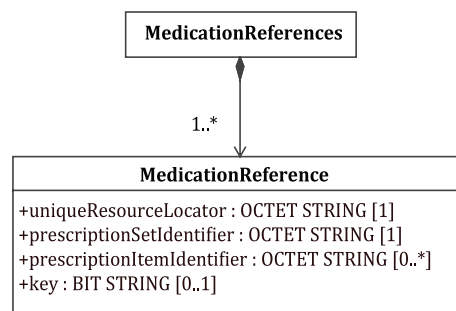 MedicationReferences
1..*
MedicationReference
+uniqueResourceLocator : OCTET STRING [1]
+prescriptionSetIdentifier : OCTET STRING [1]
+prescriptionItemIdentifier : OCTET STRING [0..*]
+key : BIT STRING [0..1]